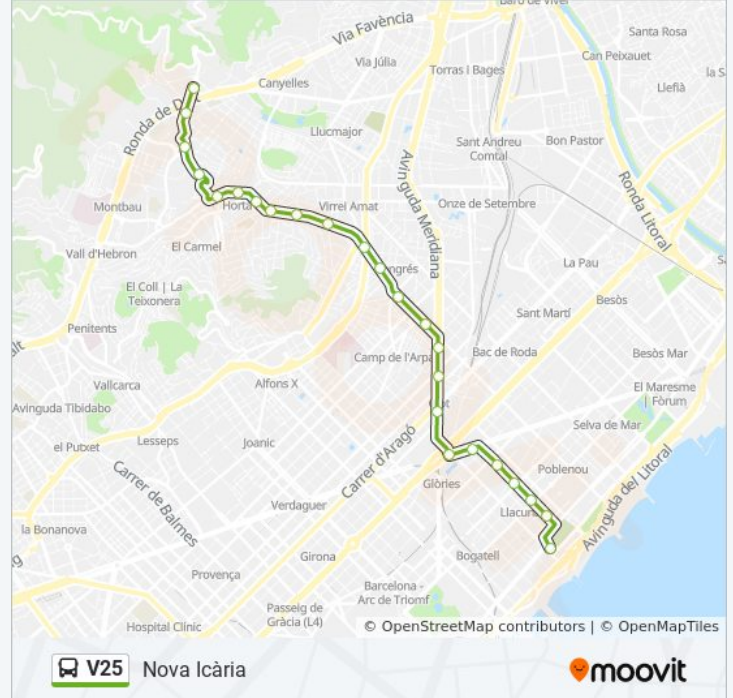 Baró de Viver
Via Favència
Santa Rosa
Can Peixauet
Via Júlia
Torras I Bages
Canyelles
Llefià
la S
Ronda de Dalt
Llucmajor
Sant Andreu
Comtal
Bon Pastor
Avinguda Meridiana
Ronda Litoral
Montbau
Horta
Virrei Amat
Onze de Setembre
El Carmel
Vall d'Hebron
ngrés
La Pau
S
El Coll | La
Teixonera
Besòs
Sant Martí
Penitents
alt
Camp de l'Arpa
Bac de Roda
Besòs Mar
Vallcarca
Alfons X
El Maresme
| Fòrum
Avinguda Tibidabo
Clot
Selva de Mar
el Putxet
Lesseps
Joanic
Carrer d'Aragó
Poblenou
Avinguda del Litoral
Carrer de Balmes
Glòries
Verdaguer
Llacuna
la Bonanova
Girona
Bogatell
g
Provença
Barcelona -
Arc de Triomf
Hospital Clínic
Passeig de
Gràcia (L4)
© OpenStreetMap contributors | © OpenMapTiles
V25 Nova Icària
moovit